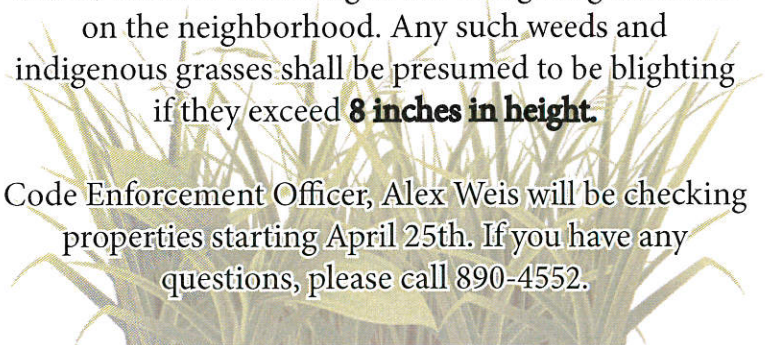 on the neighborhood. Any such weeds and
indigenous grasses shall be presumed to be blighting
if they exceed 8 inches in height.
Code Enforcement Officer, Alex Weis will be checking
properties starting April 25th. If you have any
questions, please call 890-4552.